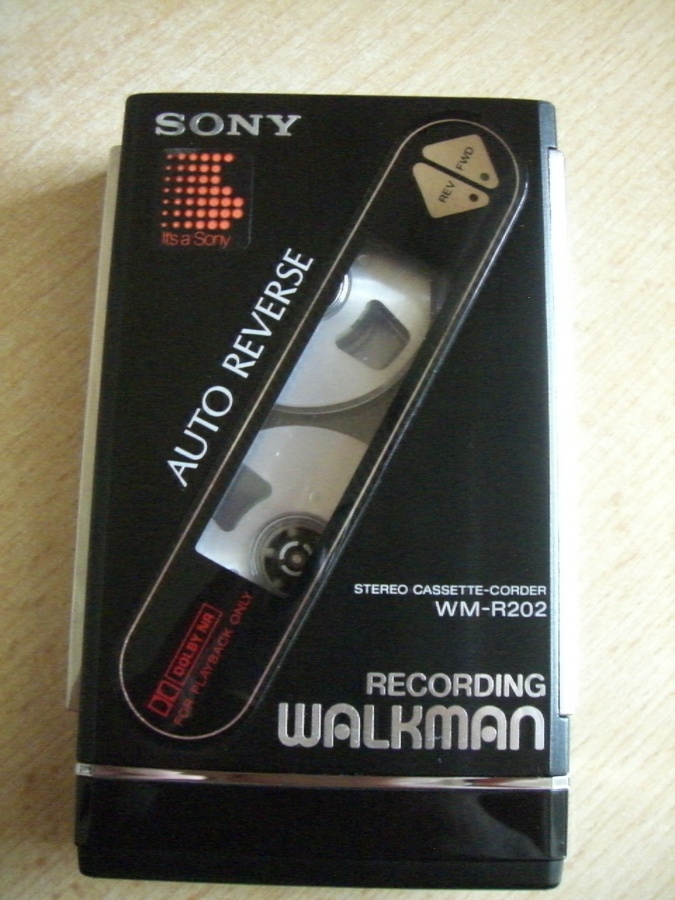 SONY
It's a Sony
REV FWD
AUTO REVERSE
STEREO CASSETTE-CORDER
WM-R202
DOLBY NR
FOR PLAYBACK ONLY
RECORDING
WALKMAN